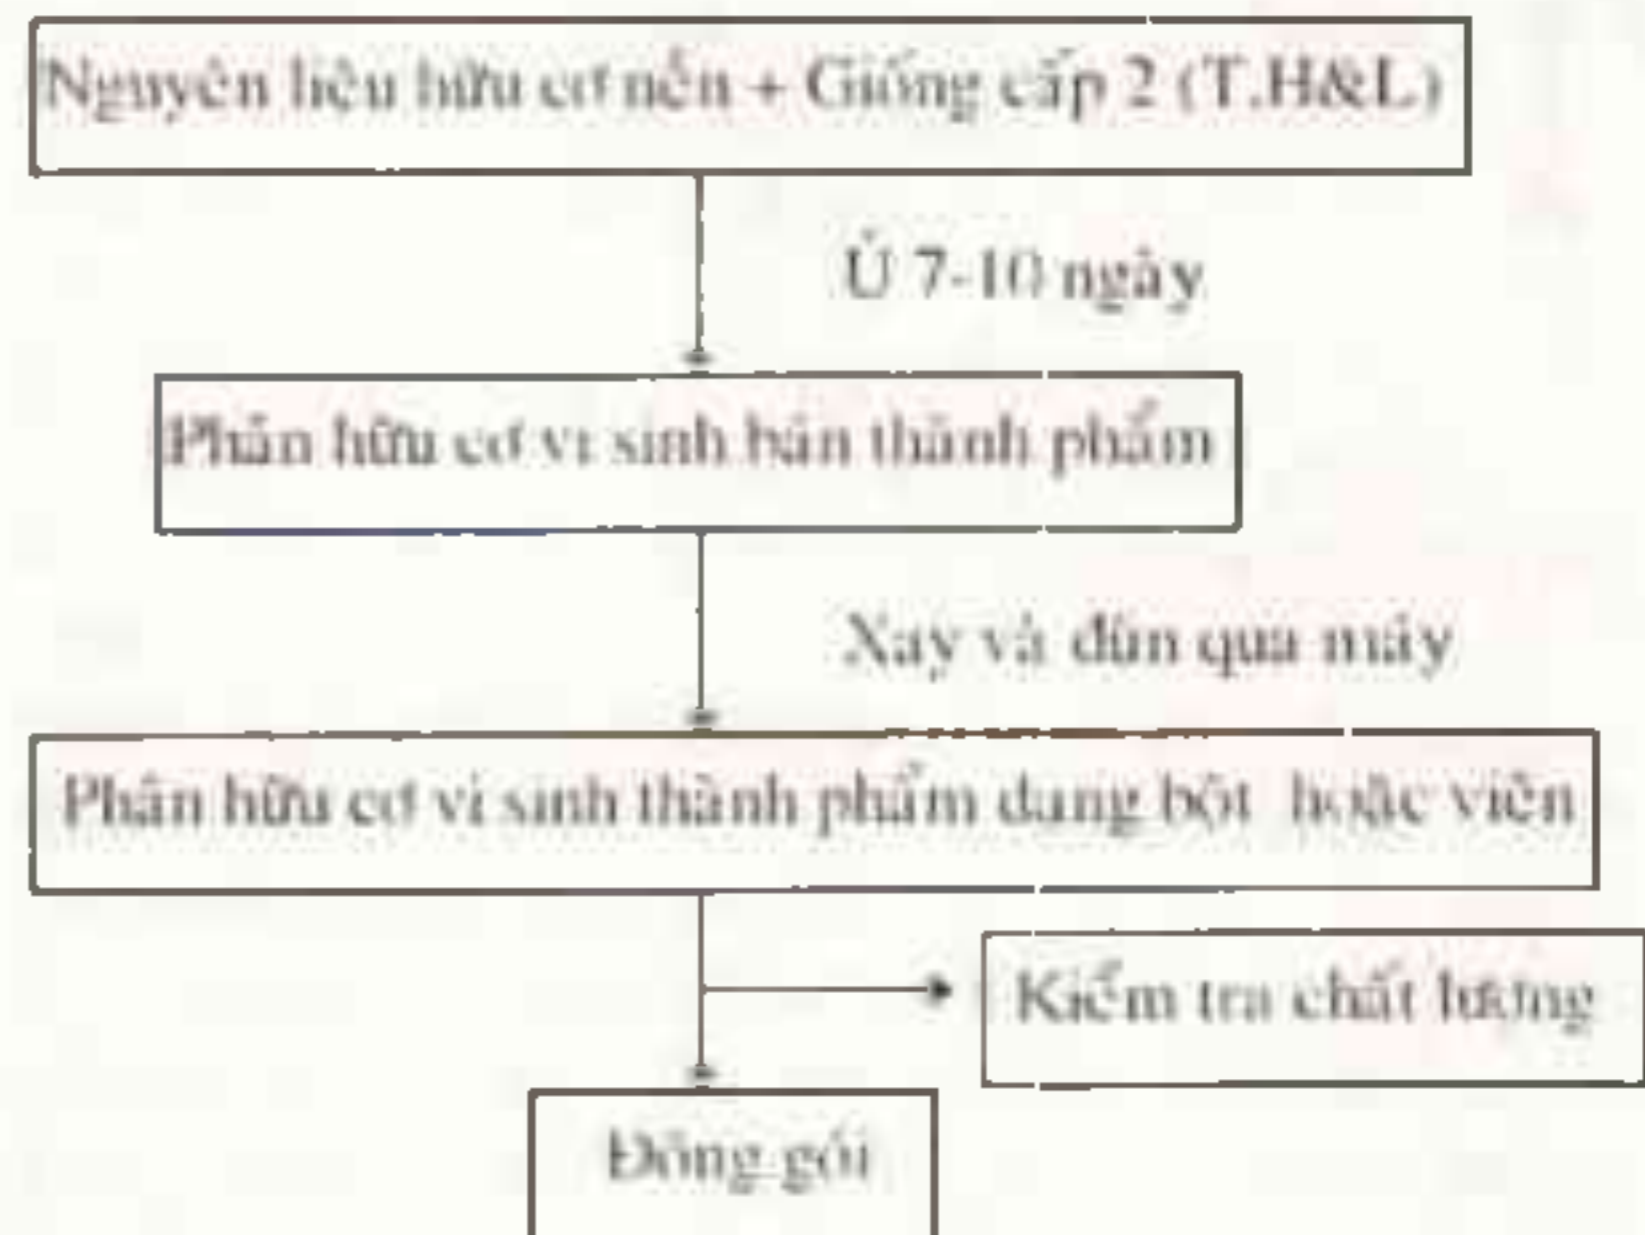 Nguyên liệu hữu cơ nền + Giống cấp 2 (T.H&L)
Ủ 7-10 ngày
Phân hữu cơ vi sinh bán thành phẩm
Xay và đùn qua máy
Phân hữu cơ vi sinh thành phẩm dạng bột hoặc viên
Kiểm tra chất lượng
Đóng gói